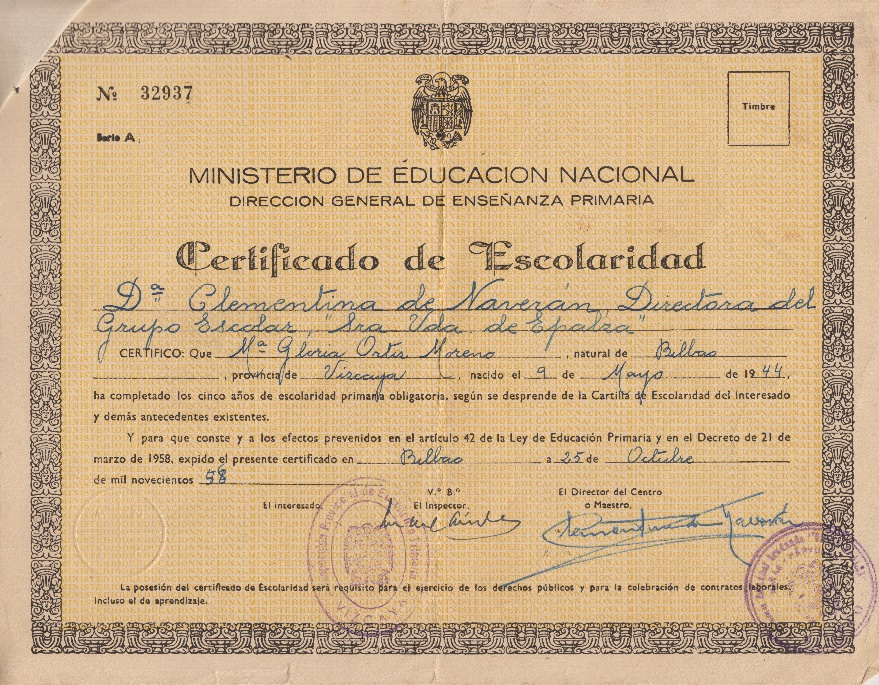 Nº 32937
Serie A
Timbre
MINISTERIO DE EDUCACION NACIONAL
DIRECCION GENERAL DE ENSEÑANZA PRIMARIA
Certificado de Escolaridad
Dª Clementina de Naverán, Directora del
Grupo Escolar, "Sra Vda de Epalza"
CERTIFICO: Que Mª Gloria Ortiz Moreno, natural de Bilbao
, provincia de Vizcaya, nacido el 9 de Mayo de 1944,
ha completado los cinco años de escolaridad primaria obligatoria, según se desprende de la Cartilla de Escolaridad del Interesado
y demás antecedentes existentes.
Y para que conste y a los efectos prevenidos en el artículo 42 de la Ley de Educación Primaria y en el Decreto de 21 de
marzo de 1958, expido el presente certificado en Bilbao a 25 de Octubre
de mil novecientos 58
V.º B.º El Director del Centro
El interesado, El Inspector, o Maestro,
Clementina de Naverán
VIZCAYA
La posesión del certificado de Escolaridad será requisito para el ejercicio de los derechos públicos y para la celebración de contratos laborales,
incluso el de aprendizaje.